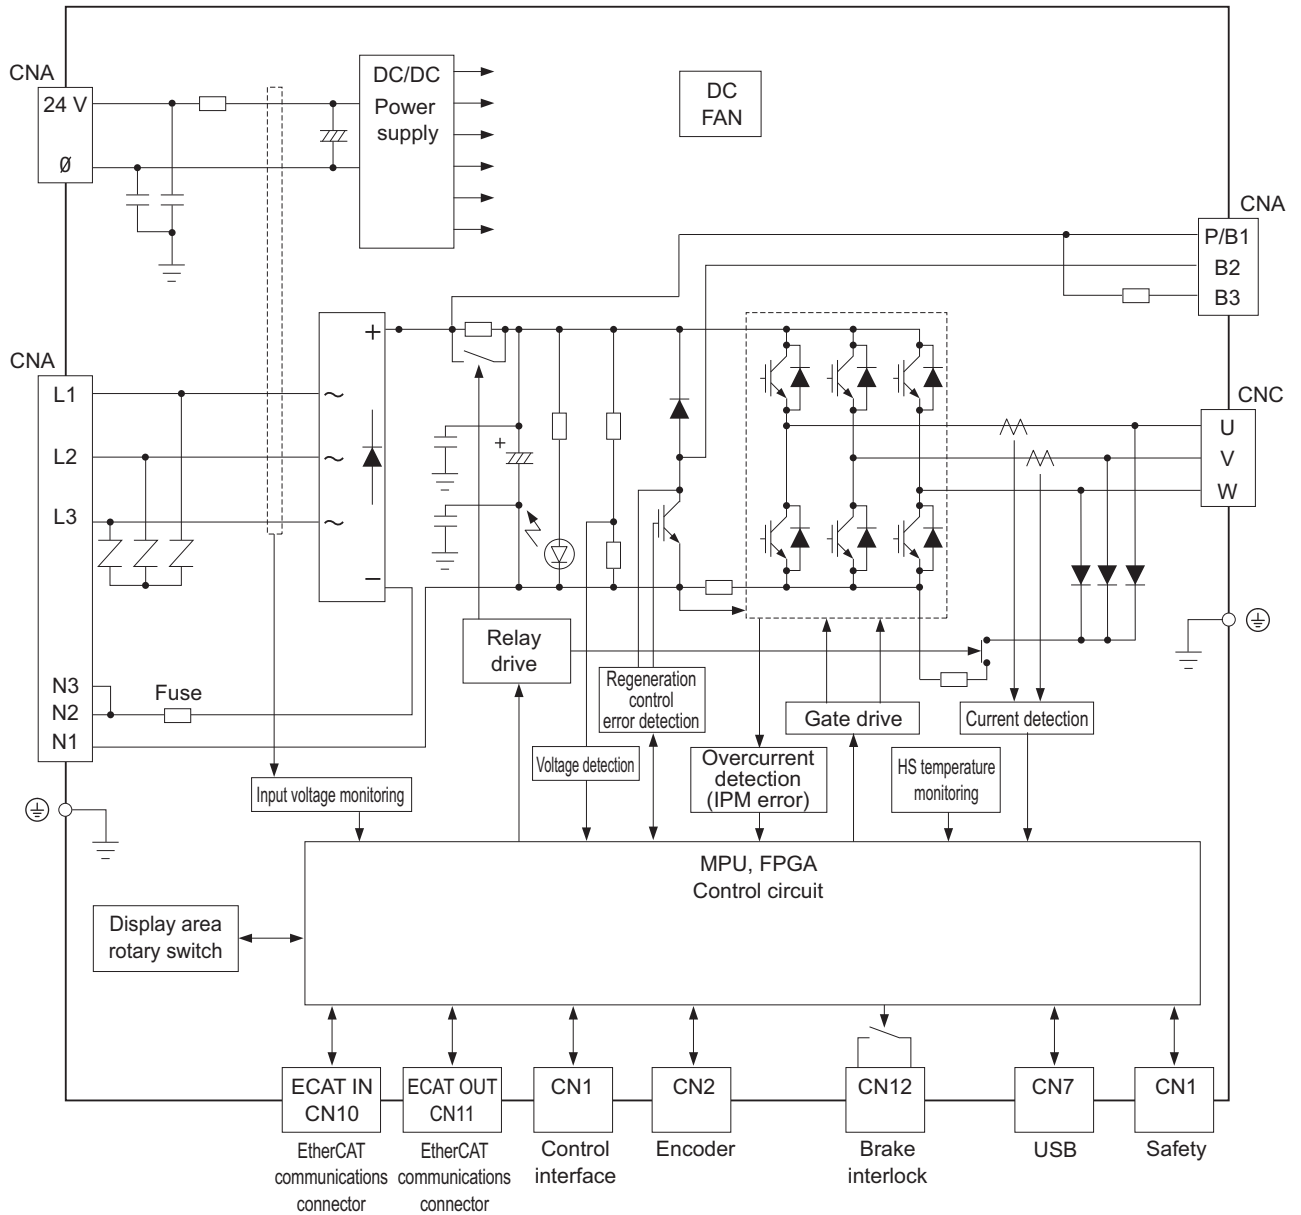 CNA
24 V
Ø
DC/DC
Power
supply
DC
FAN
CNA
P/B1
B2
B3
CNA
L1
L2
L3
+
~
~
~
−
+
CNC
U
V
W
N3
N2
N1
Fuse
Relay
drive
Regeneration
control
error detection
Gate drive
Current detection
Voltage detection
Overcurrent
detection
(IPM error)
HS temperature
monitoring
Input voltage monitoring
MPU, FPGA
Control circuit
Display area
rotary switch
ECAT IN
CN10
ECAT OUT
CN11
CN1
CN2
CN12
CN7
CN1
EtherCAT
communications
connector
EtherCAT
communications
connector
Control
interface
Encoder
Brake
interlock
USB
Safety